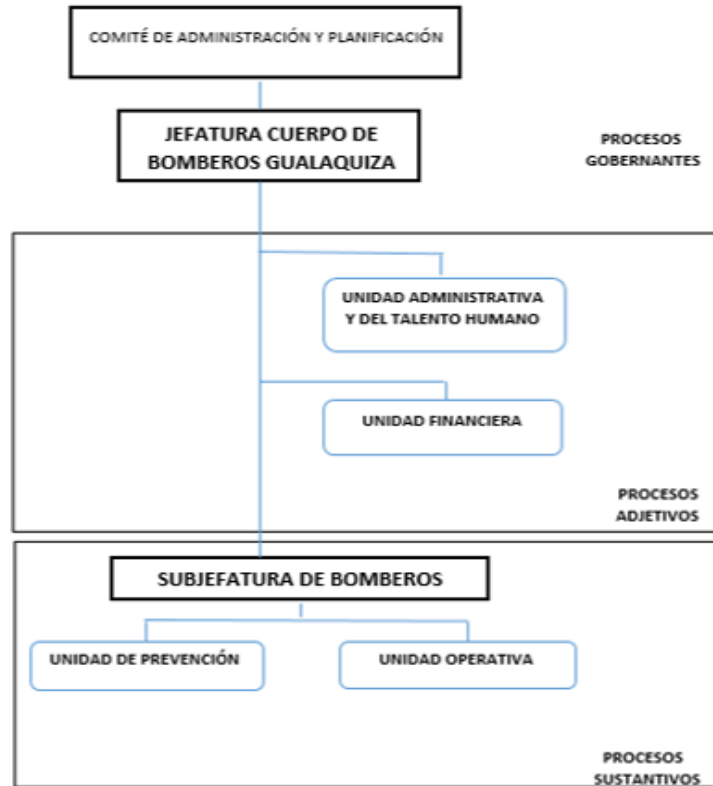 COMITÉ DE ADMINISTRACIÓN Y PLANIFICACIÓN
JEFATURA CUERPO DE
BOMBEROS GUALAQUIZA
PROCESOS
GOBERNANTES
UNIDAD ADMINISTRATIVA
Y DEL TALENTO HUMANO
UNIDAD FINANCIERA
PROCESOS
ADJETIVOS
SUBJEFATURA DE BOMBEROS
UNIDAD DE PREVENCIÓN
UNIDAD OPERATIVA
PROCESOS
SUSTANTIVOS